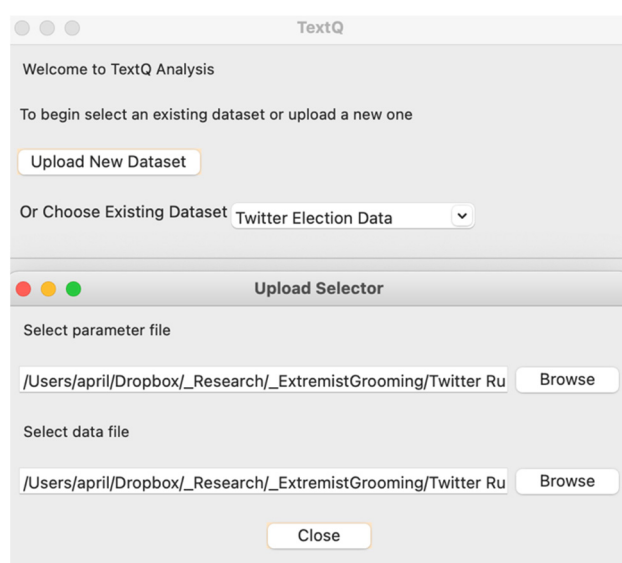 TextQ
Welcome to TextQ Analysis
To begin select an existing dataset or upload a new one
Upload New Dataset
Or Choose Existing Dataset Twitter Election Data
Upload Selector
Select parameter file
/Users/april/Dropbox/_Research/_ExtremistGrooming/Twitter Ru Browse
Select data file
/Users/april/Dropbox/_Research/_ExtremistGrooming/Twitter Ru Browse
Close